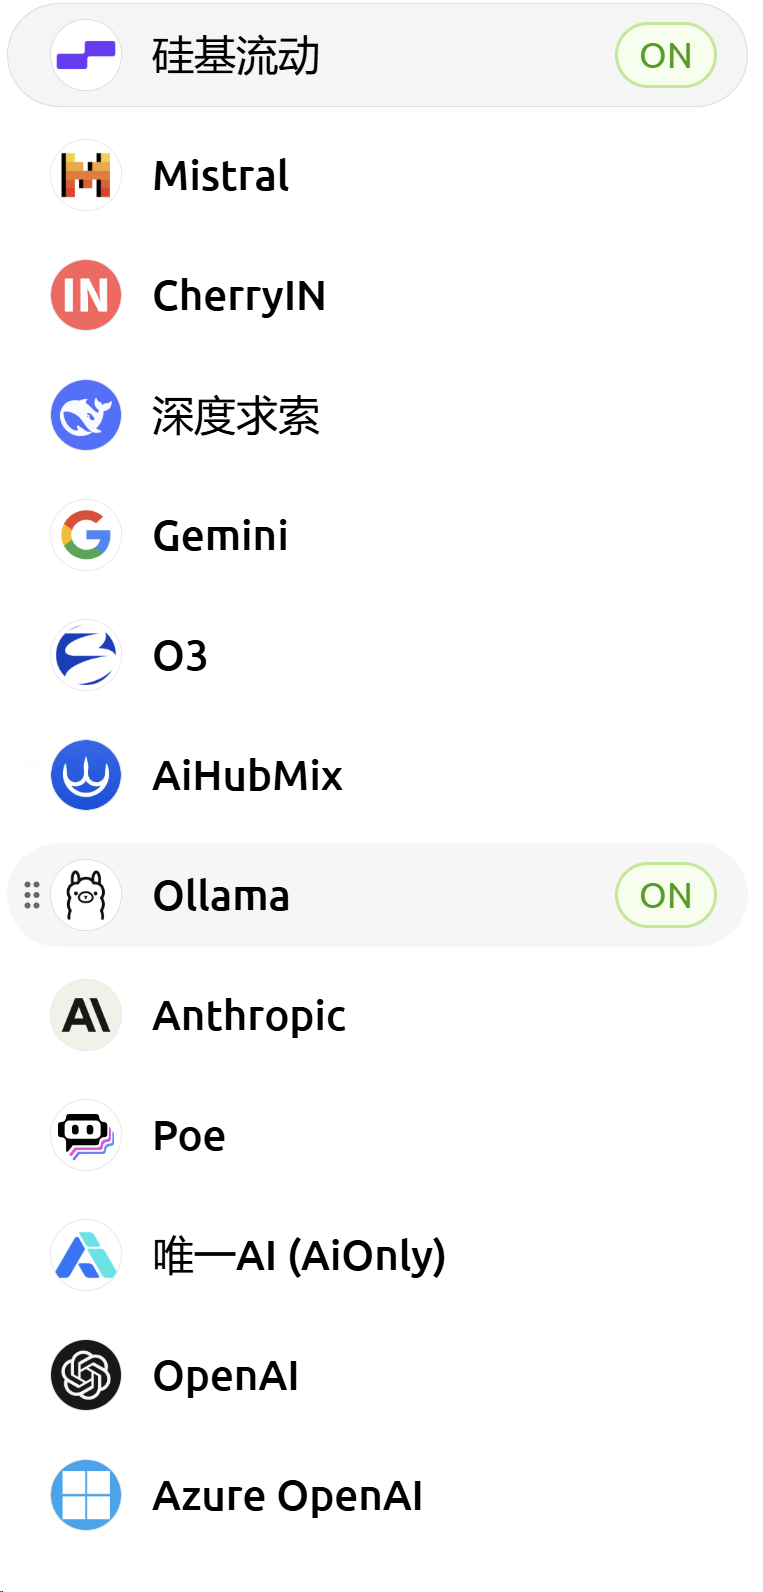 硅基流动 ON
Mistral
IN CherryIN
深度求索
Gemini
O3
AiHubMix
Ollama ON
Anthropic
Poe
唯一AI (AiOnly)
OpenAI
Azure OpenAI